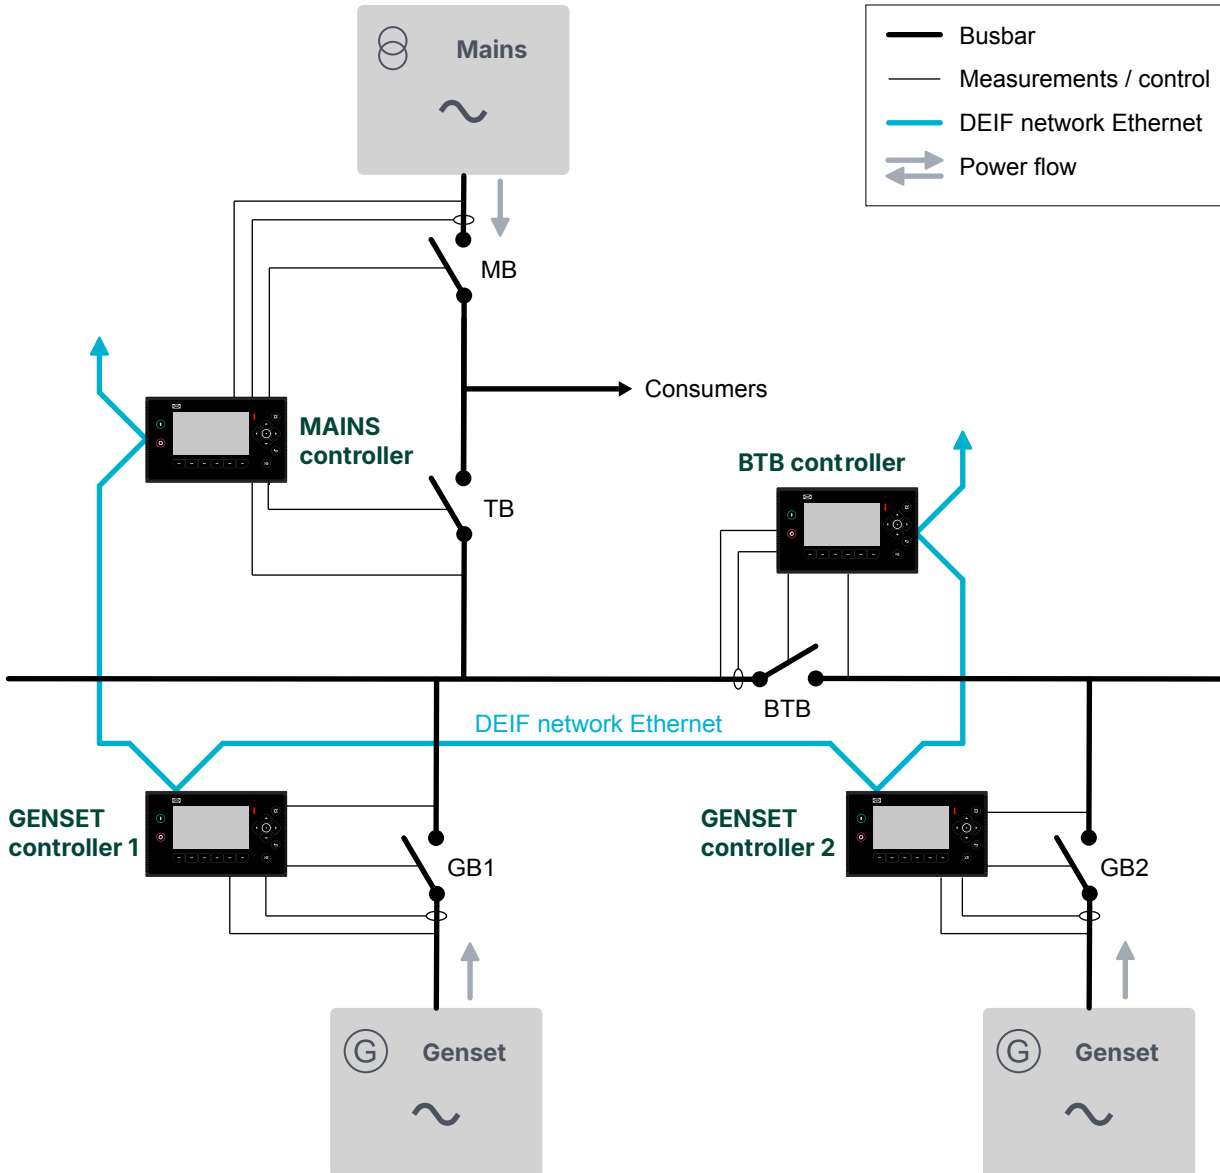 Mains
Busbar
Measurements / control
DEIF network Ethernet
Power flow
MB
Consumers
MAINS
controller
TB
BTB controller
BTB
DEIF network Ethernet
GENSET
controller 1
GB1
GENSET
controller 2
GB2
G
Genset
G
Genset